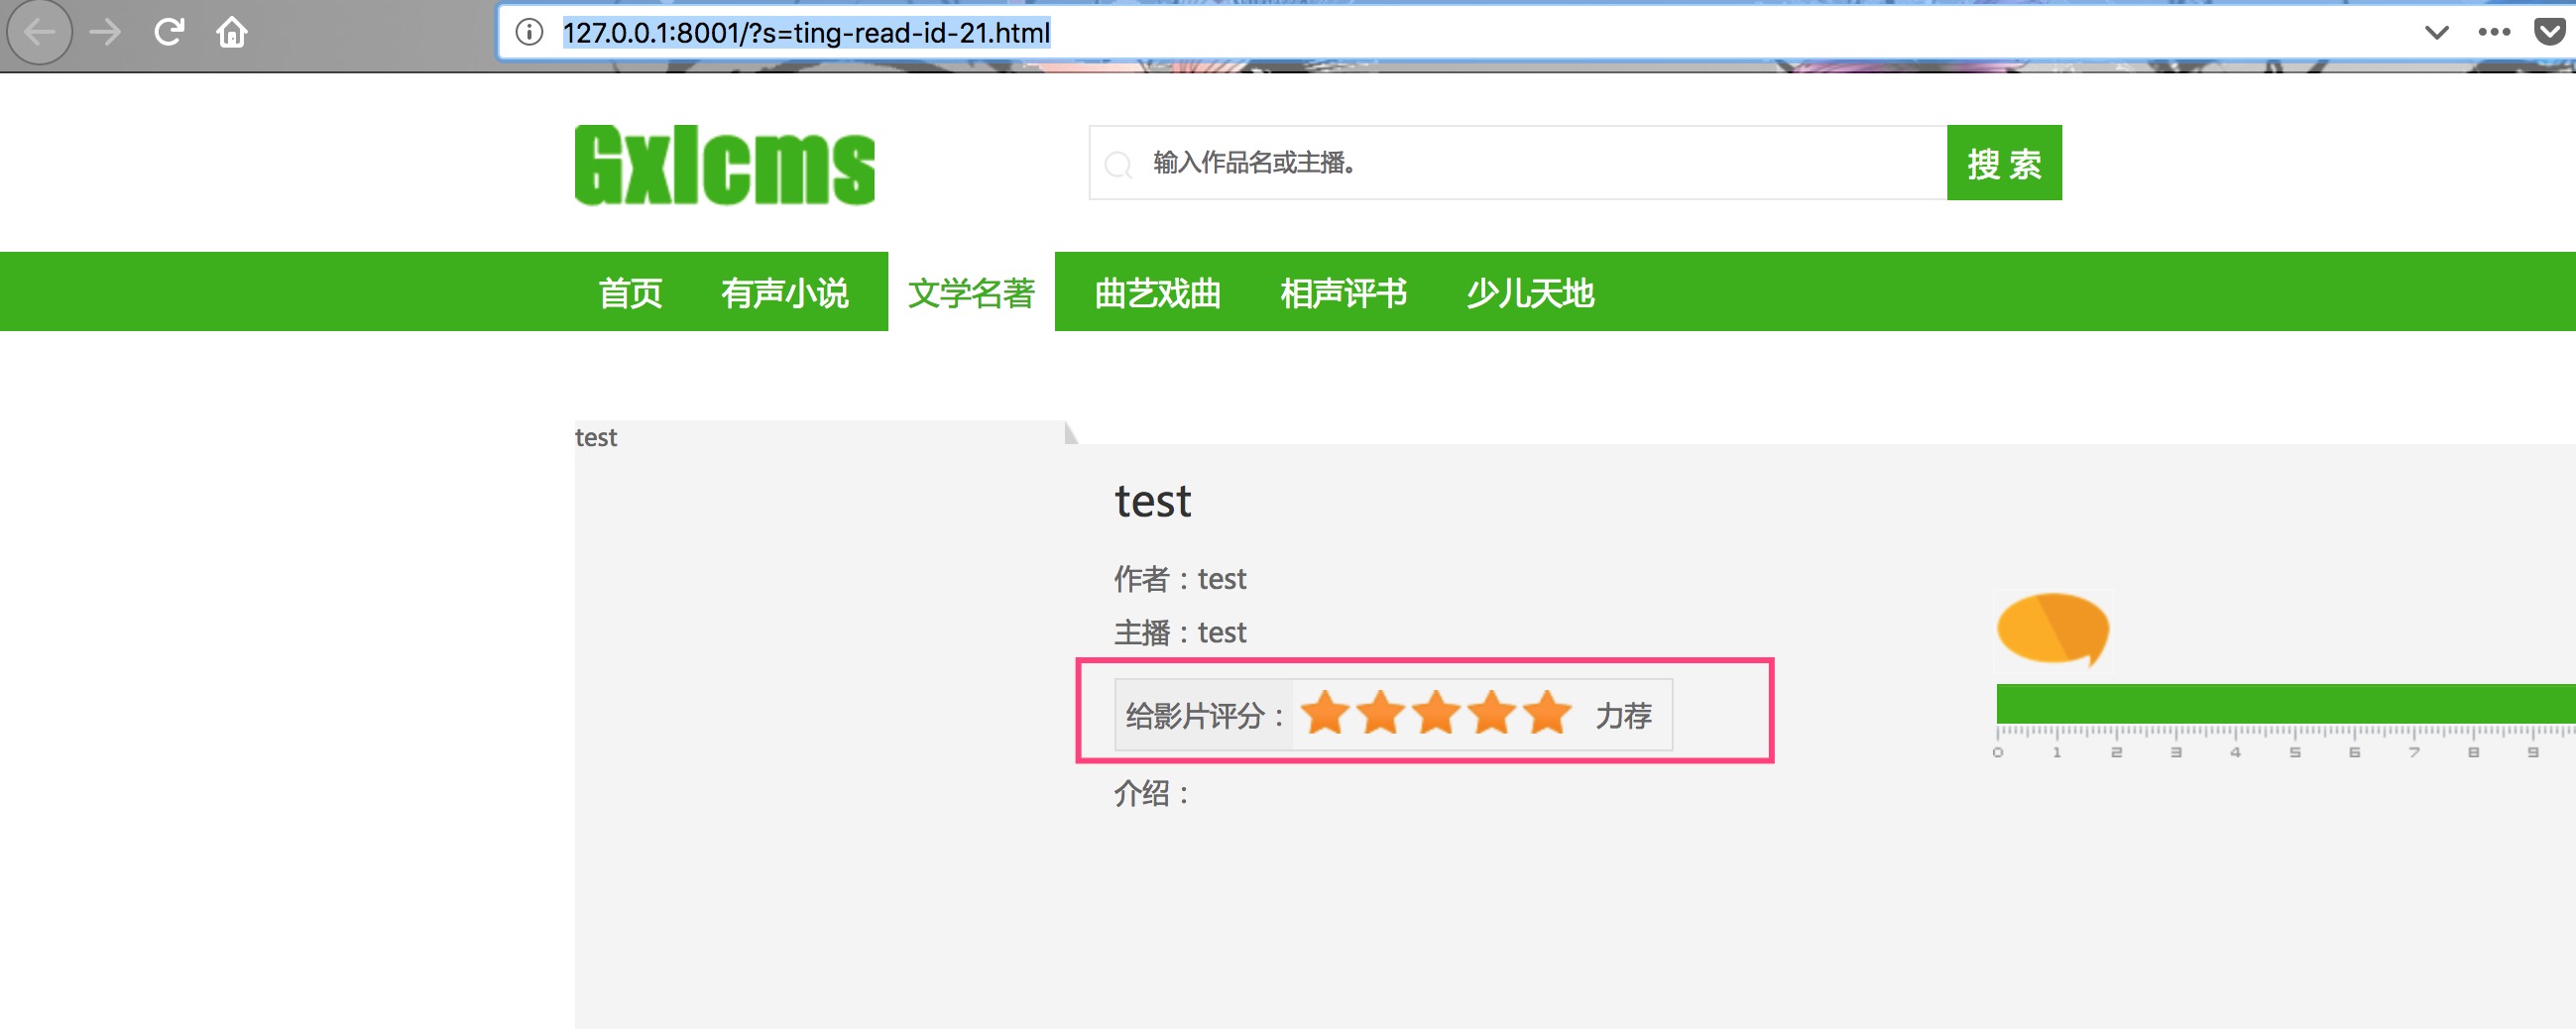 127.0.0.1:8001/?s=ting-read-id-21.html
Gxlcms
输入作品名或主播。
搜 索
首页 有声小说 文学名著 曲艺戏曲 相声评书 少儿天地
test
test
作者：test
主播：test
给影片评分： 力荐
0 1 2 3 4 5 6 7 8 9
介绍：